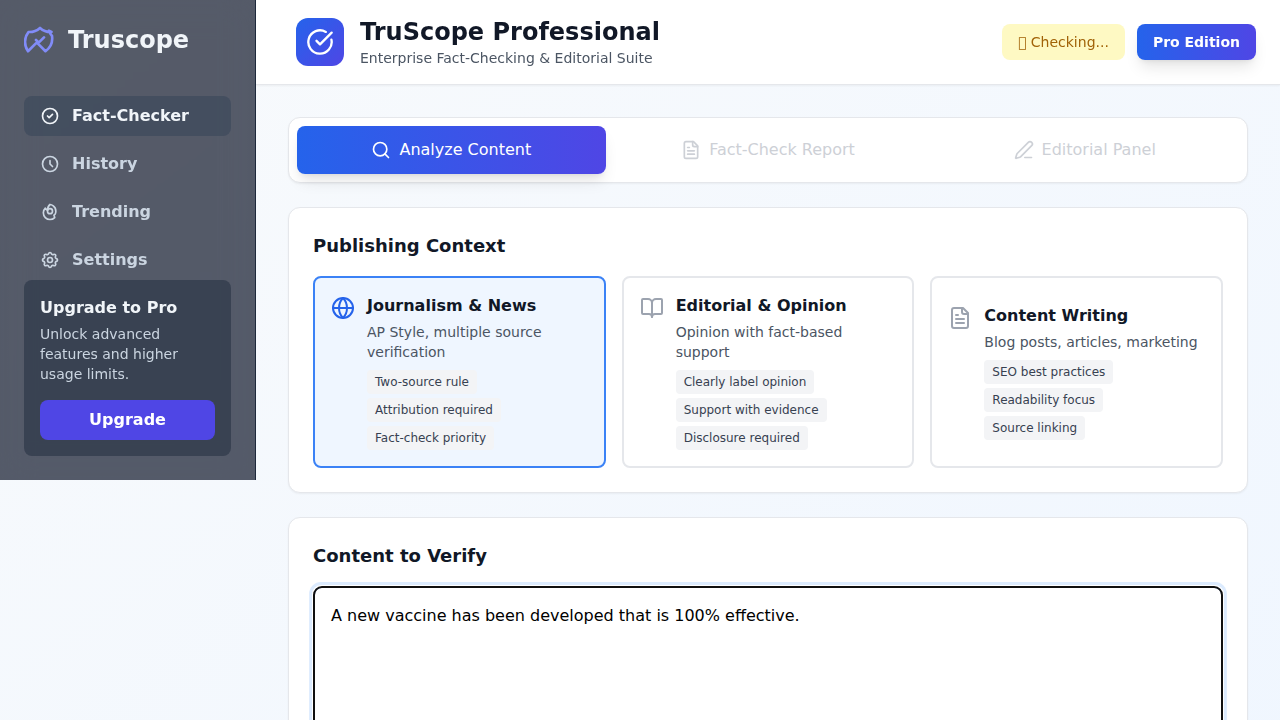 Truscope
Fact-Checker
History
Trending
Settings
Upgrade to Pro
Unlock advanced
features and higher
usage limits.
Upgrade
TruScope Professional
Enterprise Fact-Checking & Editorial Suite
Checking...
Pro Edition
Analyze Content
Fact-Check Report
Editorial Panel
Publishing Context
Journalism & News
AP Style, multiple source
verification
Two-source rule
Attribution required
Fact-check priority
Editorial & Opinion
Opinion with fact-based
support
Clearly label opinion
Support with evidence
Disclosure required
Content Writing
Blog posts, articles, marketing
SEO best practices
Readability focus
Source linking
Content to Verify
A new vaccine has been developed that is 100% effective.